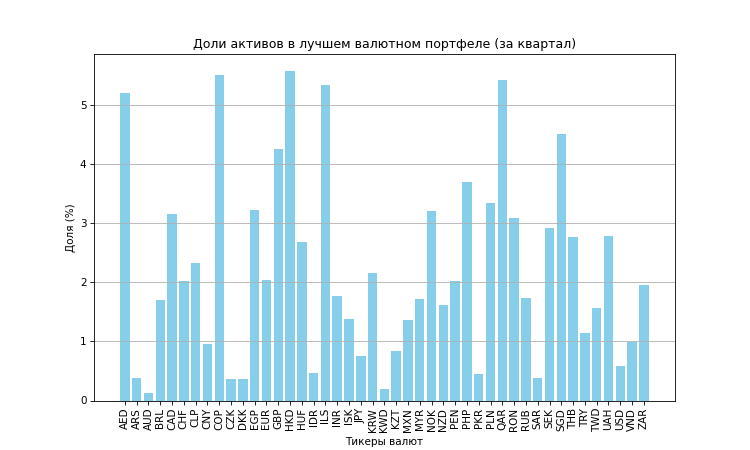 Доли активов в лучшем валютном портфеле (за квартал)
Доля (%)
5
4
3
2
1
0
AED ARS AUD BRL CAD CHF CLP CNY COP CZK DKK EGP EUR GBP HKD HUF IDR ILS INR ISK JPY KRW KWD KZT MXN MYR NOK NZD PEN PHP PKR PLN QAR RON RUB SAR SEK SGD THB TRY TWD UAH USD VND ZAR
Тикеры валют